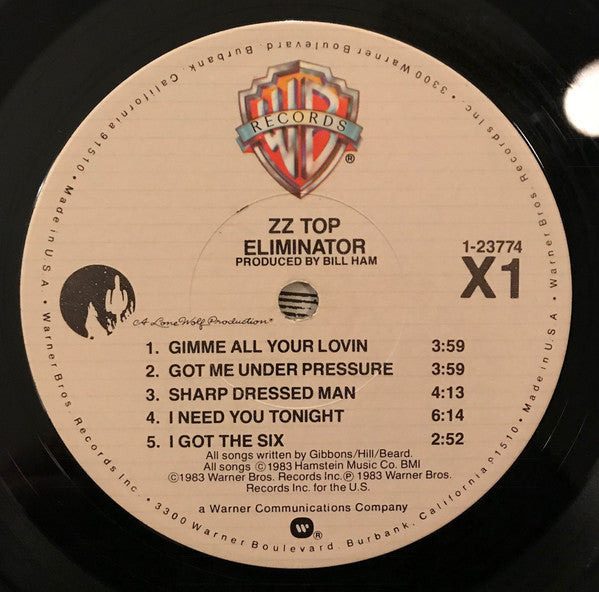 3300 Warner Boulevard, Burbank, California 91510 • Made in U.S.A. • Warner Bros. Records Inc. • 3300 Warner Boulevard, Burbank, California 91510 • Made in U.S.A. • Warner Bros. Records Inc. •
WB
RECORDS
®
ZZ TOP
ELIMINATOR
PRODUCED BY BILL HAM
1-23774
X1
A Lone Wolf Production*
1. GIMME ALL YOUR LOVIN 3:59
2. GOT ME UNDER PRESSURE 3:59
3. SHARP DRESSED MAN 4:13
4. I NEED YOU TONIGHT 6:14
5. I GOT THE SIX 2:52
All songs written by Gibbons/Hill/Beard.
All songs ©1983 Hamstein Music Co. BMI
©1983 Warner Bros. Records Inc.℗ 1983 Warner Bros.
Records Inc. for the U.S.
a Warner Communications Company
®